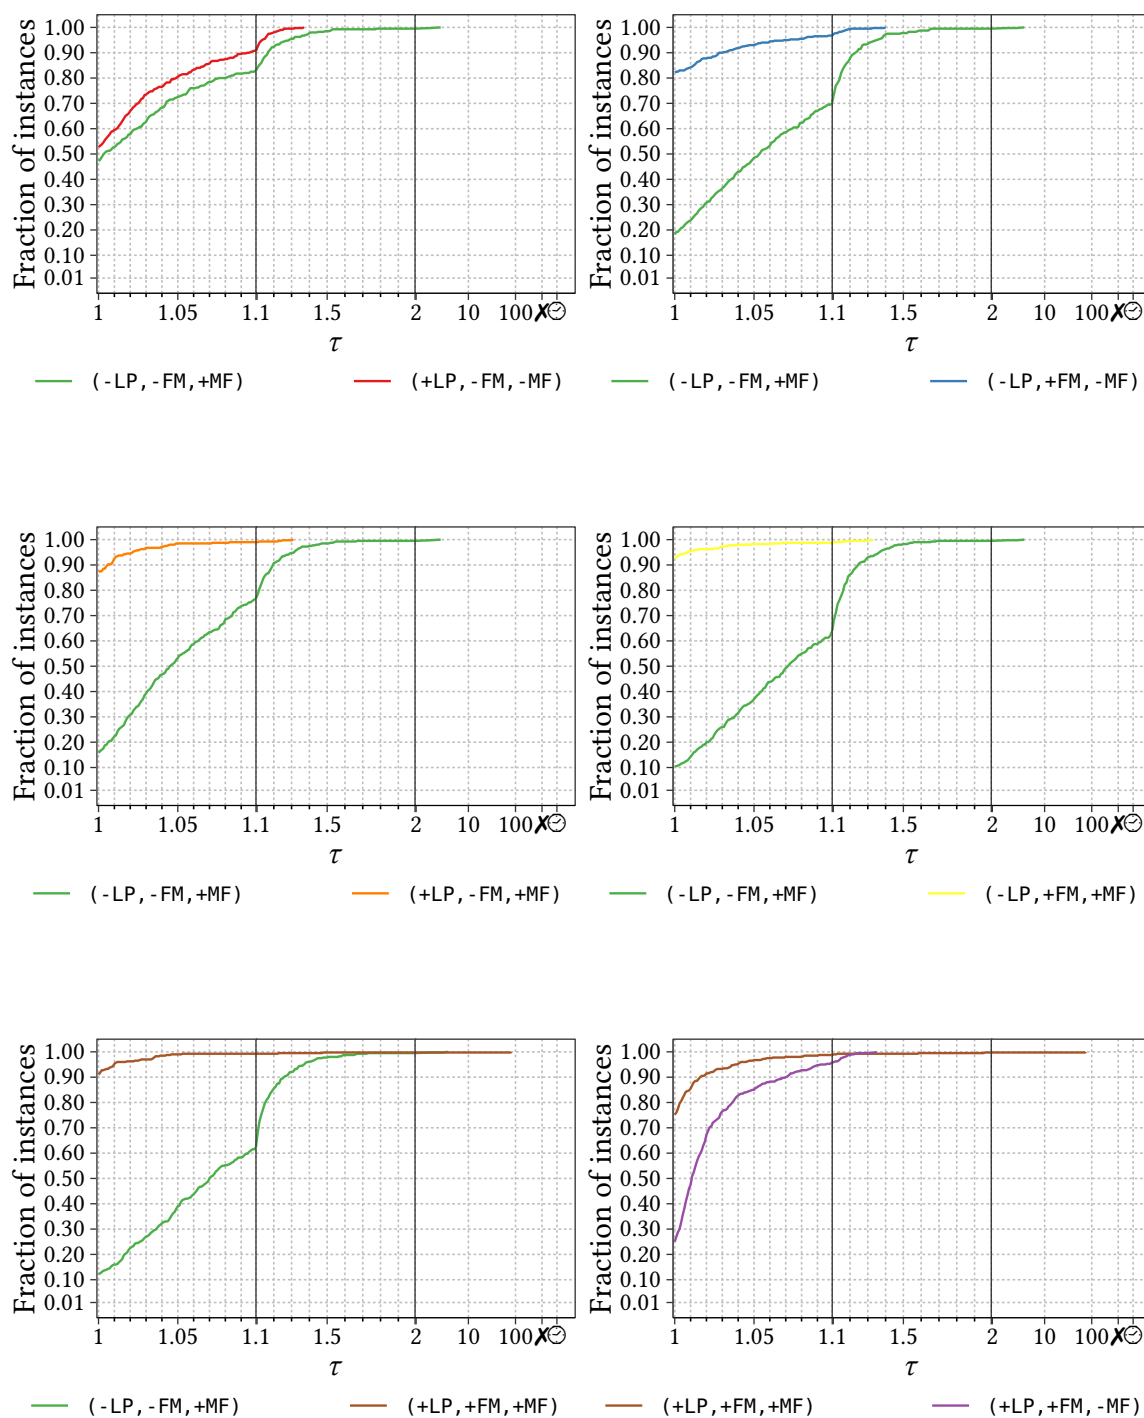 Fraction of instances
1.00
0.90
0.80
0.70
0.60
0.50
0.40
0.30
0.20
0.10
0.01
1 1.05 1.1 1.5 2 10 100 ✗
τ
(-LP,-FM,+MF) (+LP,-FM,-MF)
Fraction of instances
1.00
0.90
0.80
0.70
0.60
0.50
0.40
0.30
0.20
0.10
0.01
1 1.05 1.1 1.5 2 10 100 ✗
τ
(-LP,-FM,+MF) (-LP,+FM,-MF)
Fraction of instances
1.00
0.90
0.80
0.70
0.60
0.50
0.40
0.30
0.20
0.10
0.01
1 1.05 1.1 1.5 2 10 100 ✗
τ
(-LP,-FM,+MF) (+LP,-FM,+MF)
Fraction of instances
1.00
0.90
0.80
0.70
0.60
0.50
0.40
0.30
0.20
0.10
0.01
1 1.05 1.1 1.5 2 10 100 ✗
τ
(-LP,-FM,+MF) (-LP,+FM,+MF)
Fraction of instances
1.00
0.90
0.80
0.70
0.60
0.50
0.40
0.30
0.20
0.10
0.01
1 1.05 1.1 1.5 2 10 100 ✗
τ
(-LP,-FM,+MF) (+LP,+FM,+MF)
Fraction of instances
1.00
0.90
0.80
0.70
0.60
0.50
0.40
0.30
0.20
0.10
0.01
1 1.05 1.1 1.5 2 10 100 ✗
τ
(+LP,+FM,+MF) (+LP,+FM,-MF)